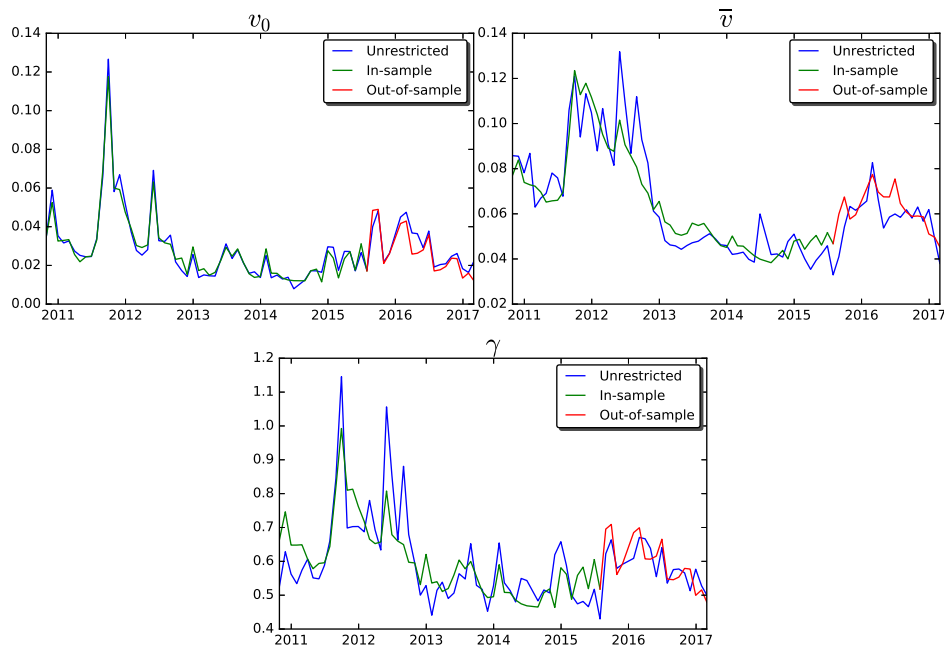 v₀
0.14
0.12
0.10
0.08
0.06
0.04
0.02
0.00
2011 2012 2013 2014 2015 2016 2017
Unrestricted
In-sample
Out-of-sample
v̅
0.14
0.12
0.10
0.08
0.06
0.04
0.02
2011 2012 2013 2014 2015 2016 2017
Unrestricted
In-sample
Out-of-sample
γ
1.2
1.1
1.0
0.9
0.8
0.7
0.6
0.5
0.4
2011 2012 2013 2014 2015 2016 2017
Unrestricted
In-sample
Out-of-sample